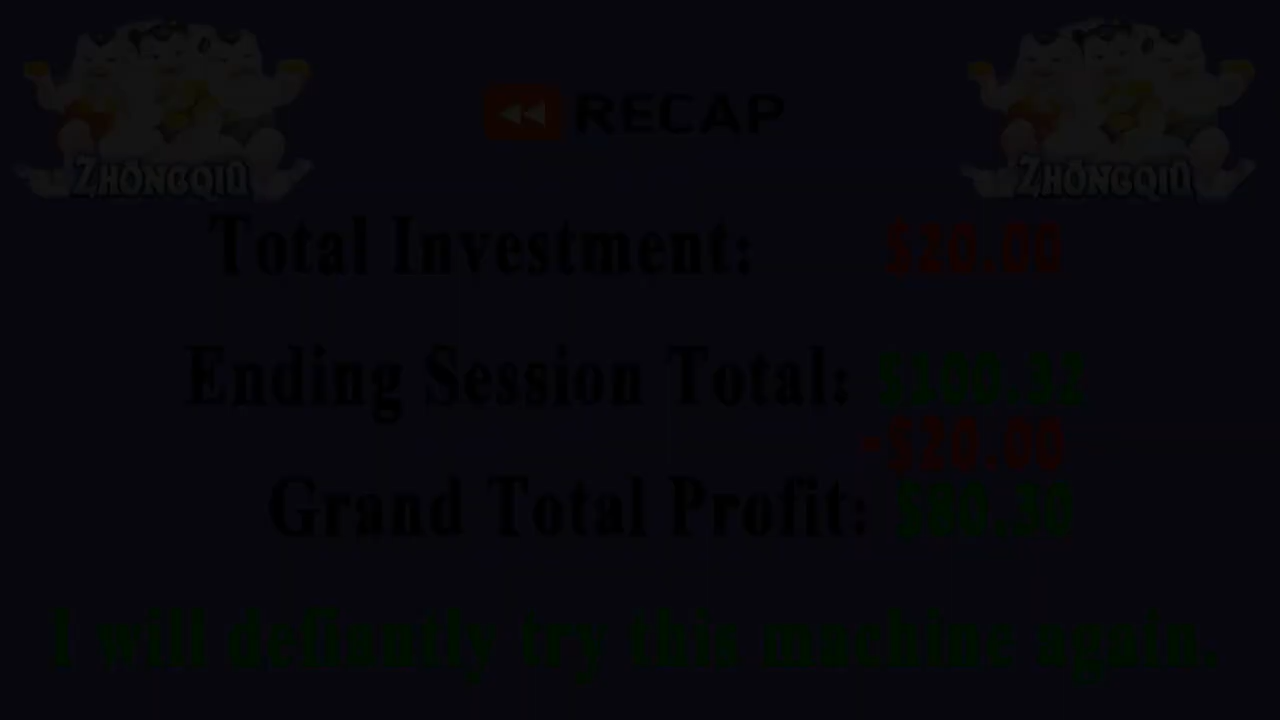 RECAP
ZHONGQIU ZHONGQIU
Total Investment: $20.00
Ending Session Total: $100.32
-$20.00
Grand Total Profit: $80.30
I will defiantly try this machine again.